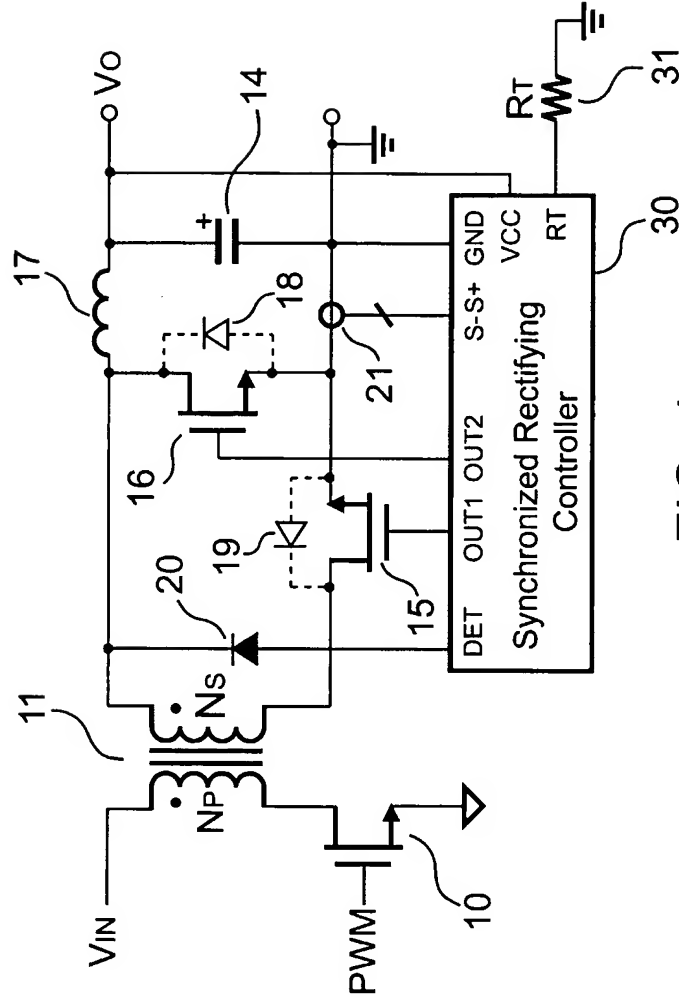 17
Vo
11
20
18
14
VIN
NP
NS
16
19
21
RT
31
PWM
10
15
DET
OUT1
OUT2
S-S+
GND
VCC
RT
Synchronized Rectifying
Controller
30